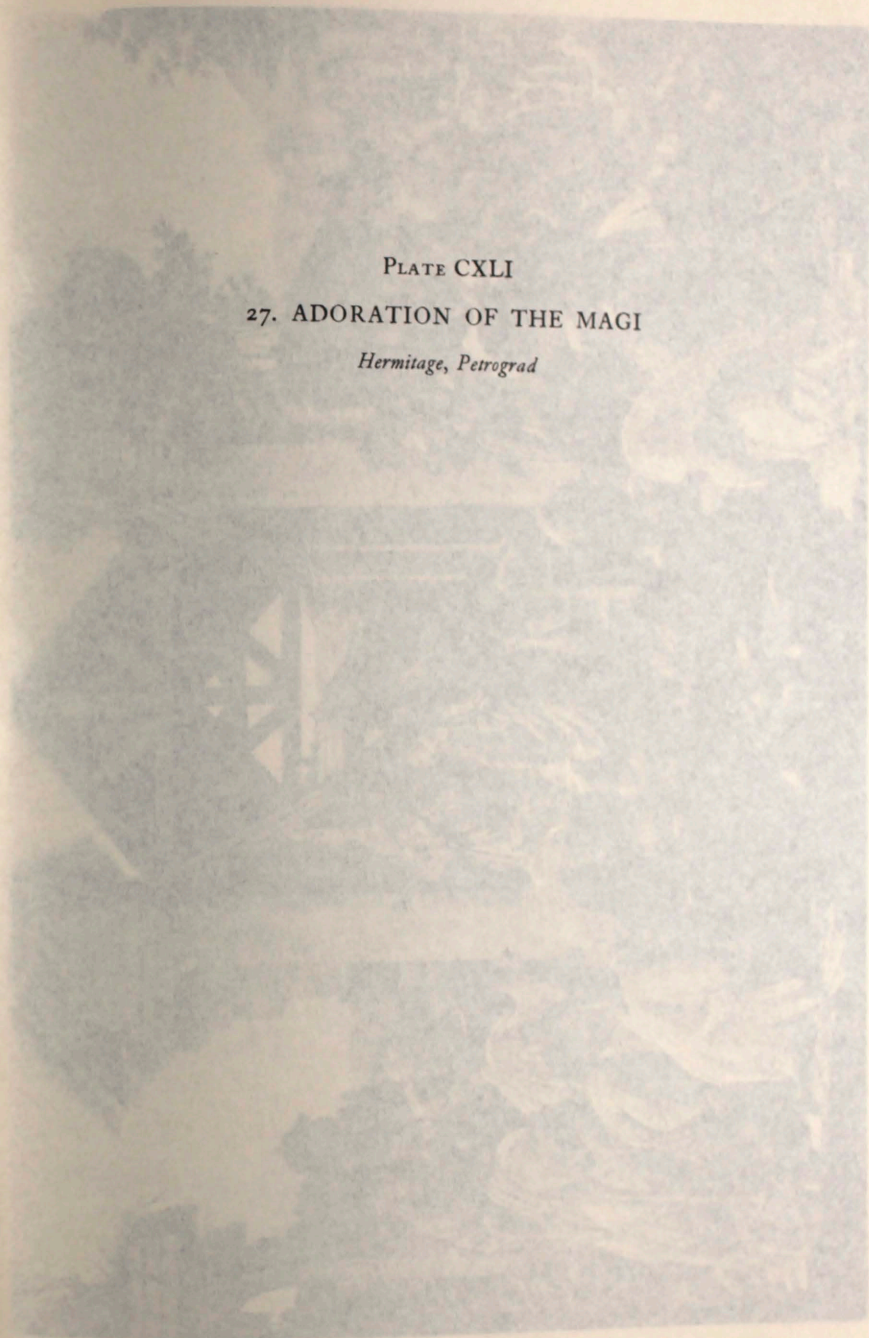 PLATE CXLI
27. ADORATION OF THE MAGI
Hermitage, Petrograd